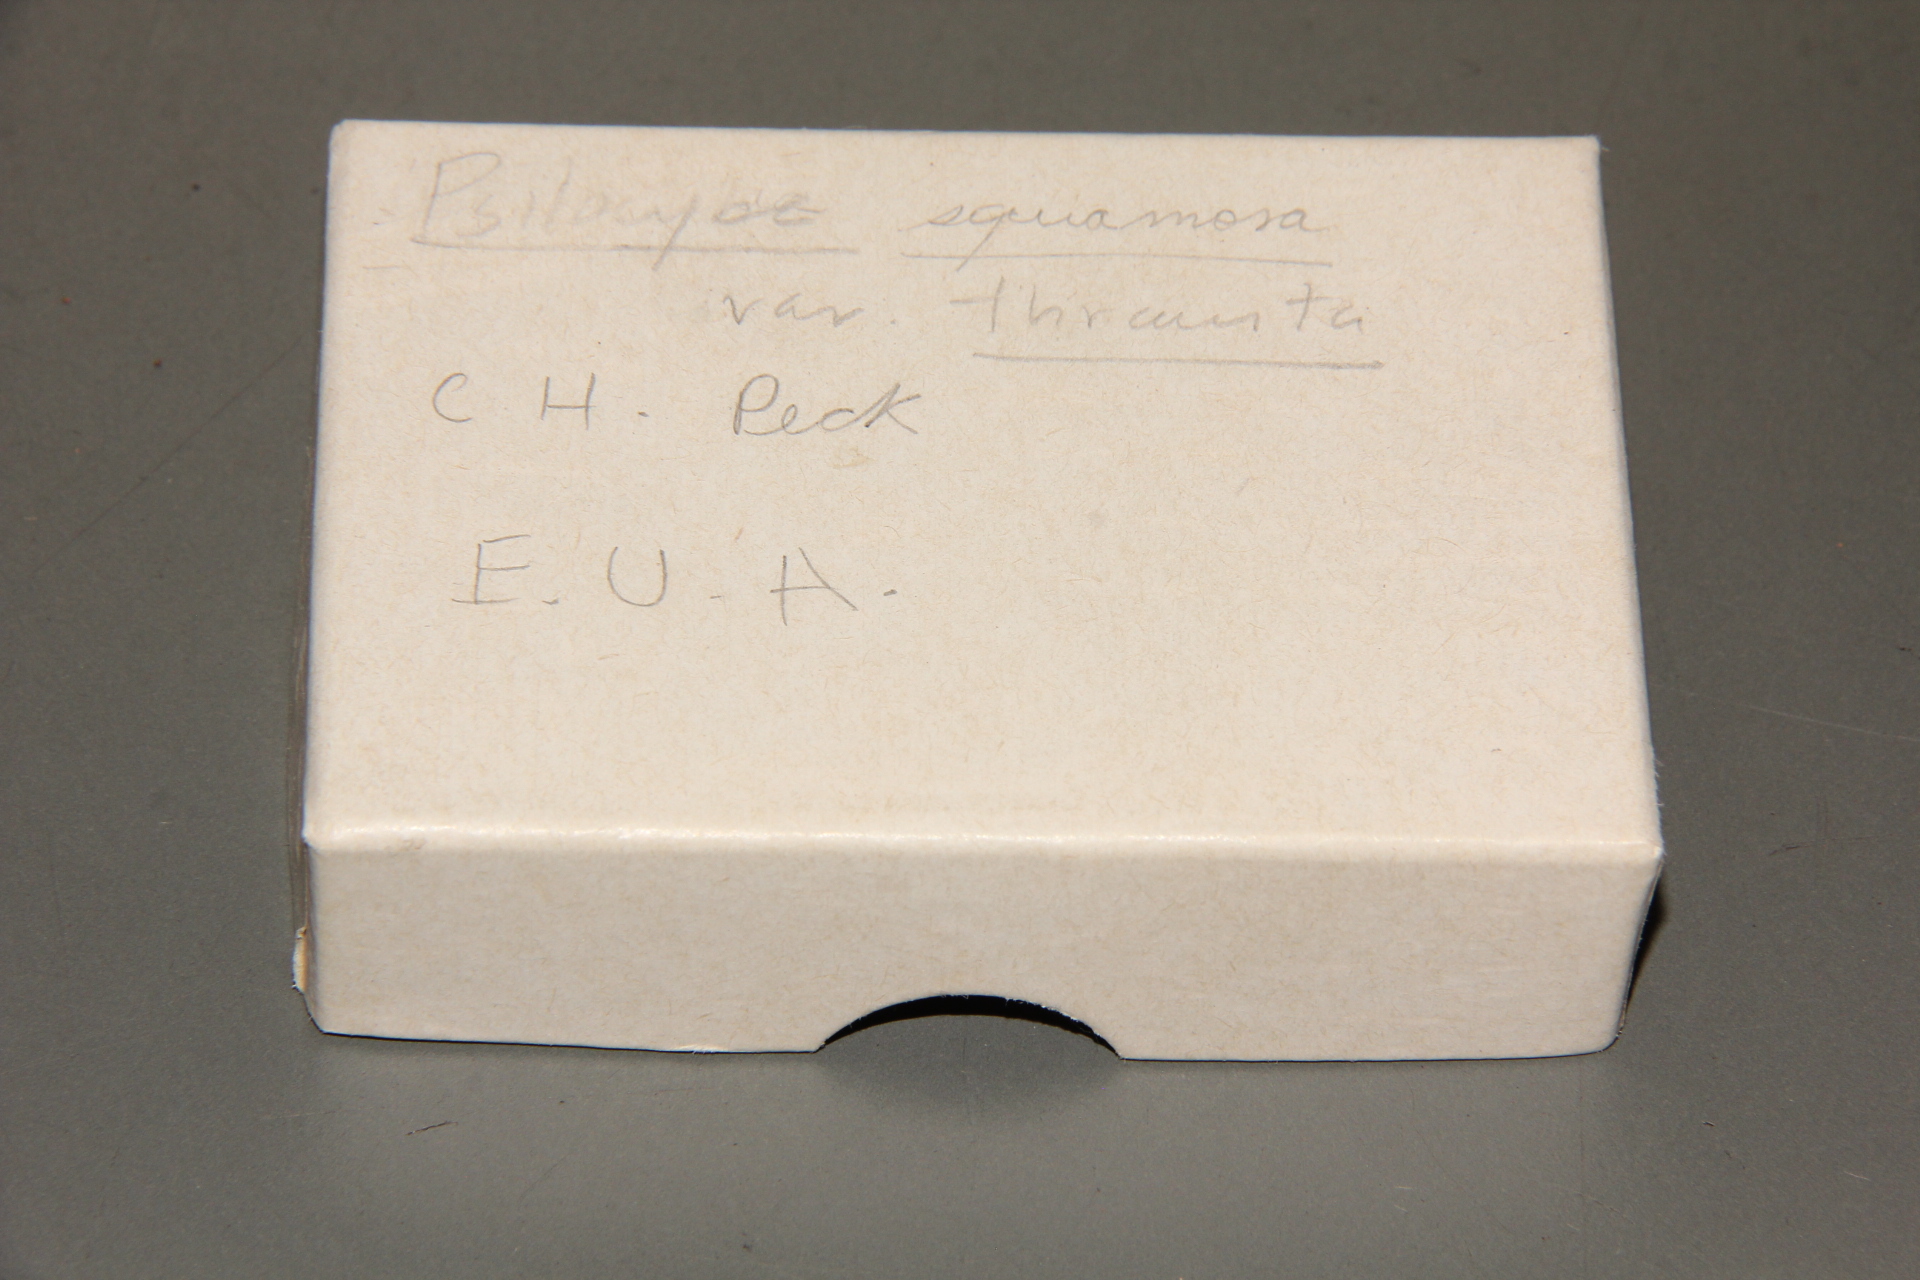 Psilocybe squamosa
var. thrausta
C H. Peck
E. U. A.